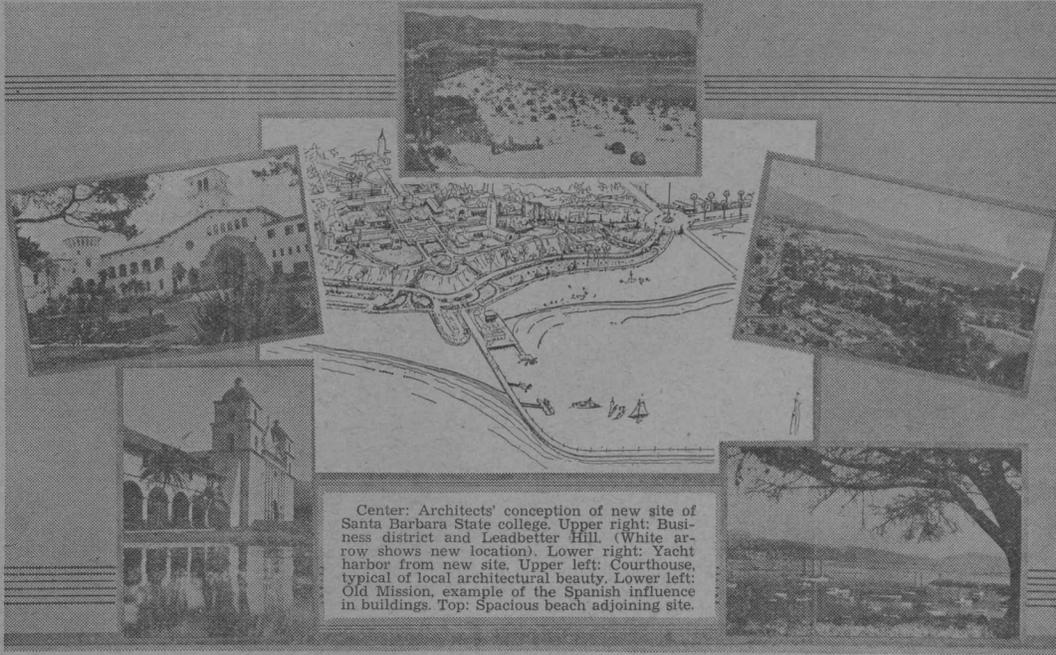 Center: Architects' conception of new site of
Santa Barbara State college. Upper right: Busi-
ness district and Leadbetter Hill. (White ar-
row shows new location). Lower right: Yacht
harbor from new site. Upper left: Courthouse,
typical of local architectural beauty. Lower left:
Old Mission, example of the Spanish influence
in buildings. Top: Spacious beach adjoining site.